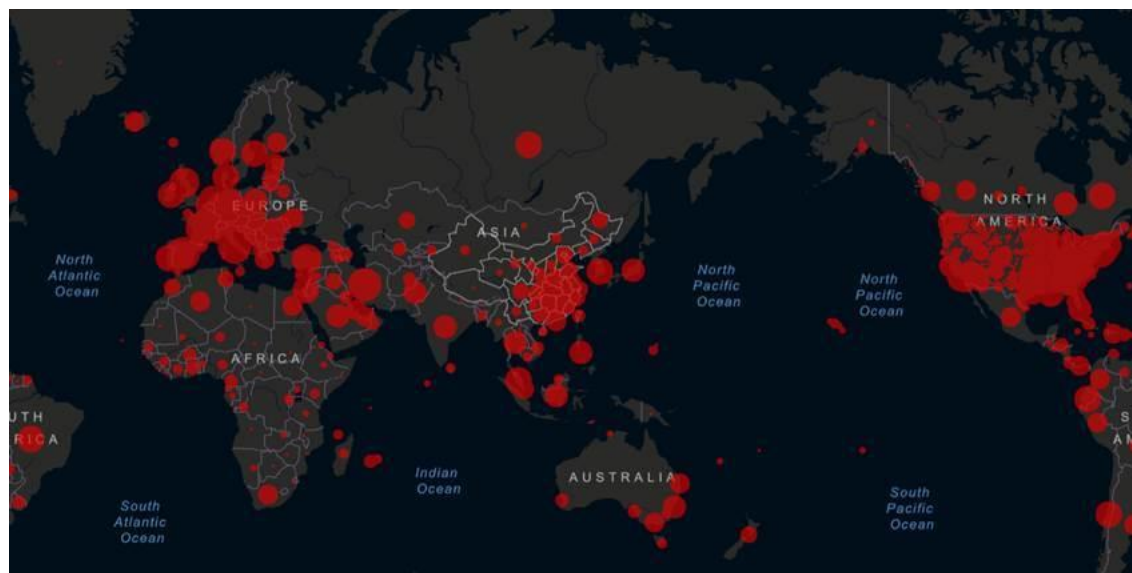 EUROPE
ASIA
NORTH
AMERICA
North
Atlantic
Ocean
North
Pacific
Ocean
North
Pacific
Ocean
AFRICA
UTH
RICA
S
AM
Indian
Ocean
AUSTRALIA
South
Atlantic
Ocean
South
Pacific
Ocean